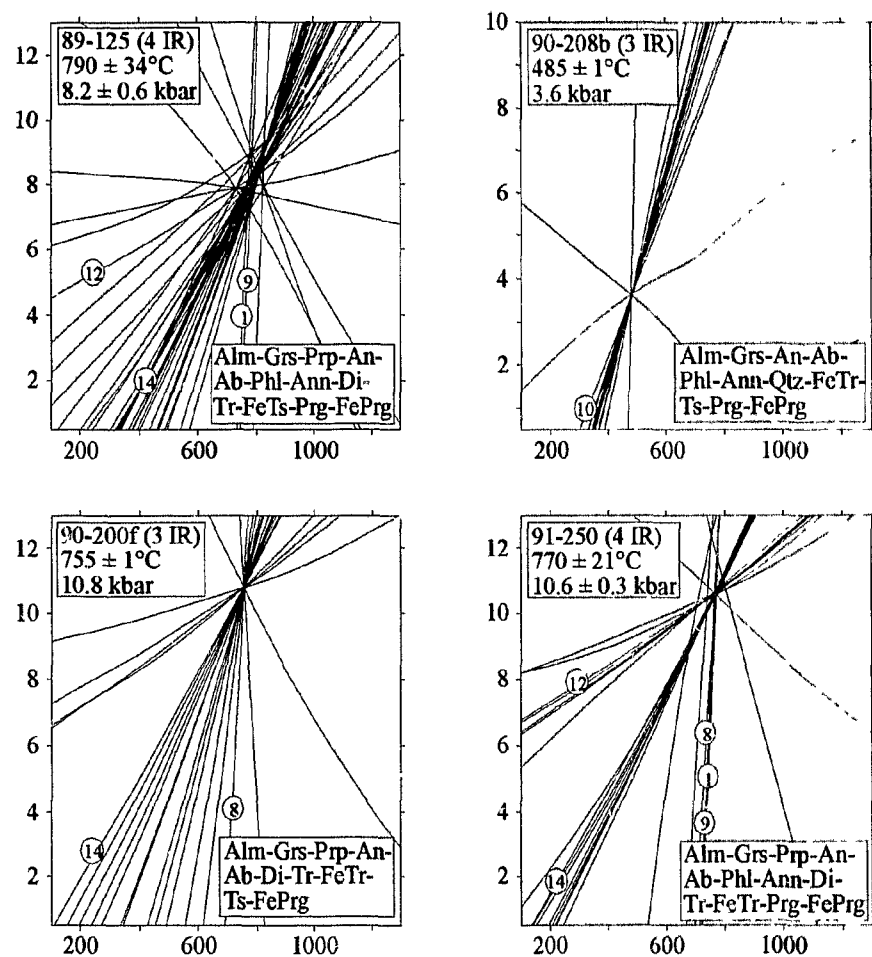 12
10
8
6
4
2
200
600
1000
89-125 (4 IR)
790 ± 34°C
8.2 ± 0.6 kbar
12
9
1
14
Alm-Grs-Prp-An-
Ab-Phl-Ann-Di-
Tr-FeTs-Prg-FePrg
10
8
6
4
2
200
600
1000
90-208b (3 IR)
485 ± 1°C
3.6 kbar
10
Alm-Grs-An-Ab-
Phl-Ann-Qtz-FeTr-
Ts-Prg-FePrg
12
10
8
6
4
2
200
600
1000
90-200f (3 IR)
755 ± 1°C
10.8 kbar
14
8
Alm-Grs-Prp-An-
Ab-Di-Tr-FeTr-
Ts-FePrg
12
10
8
6
4
2
200
600
1000
91-250 (4 IR)
770 ± 21°C
10.6 ± 0.3 kbar
12
8
1
9
14
Alm-Grs-Prp-An-
Ab-Phl-Ann-Di-
Tr-FeTr-Prg-FePrg